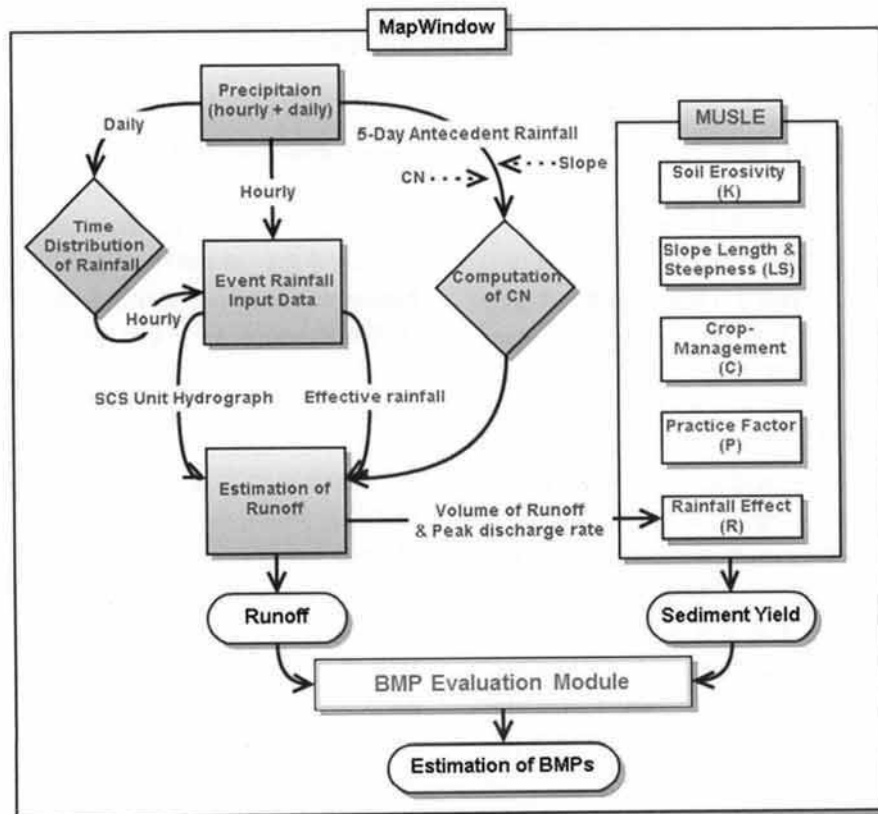 MapWindow
Precipitaion
(hourly + daily)
Daily
5-Day Antecedent Rainfall
Hourly
CN
Slope
Time
Distribution
of Rainfall
Hourly
Event Rainfall
Input Data
Computation
of CN
SCS Unit Hydrograph
Effective rainfall
Estimation of
Runoff
Volume of Runoff
& Peak discharge rate
MUSLE
Soil Erosivity
(K)
Slope Length &
Steepness (LS)
Crop-
Management
(C)
Practice Factor
(P)
Rainfall Effect
(R)
Runoff
Sediment Yield
BMP Evaluation Module
Estimation of BMPs